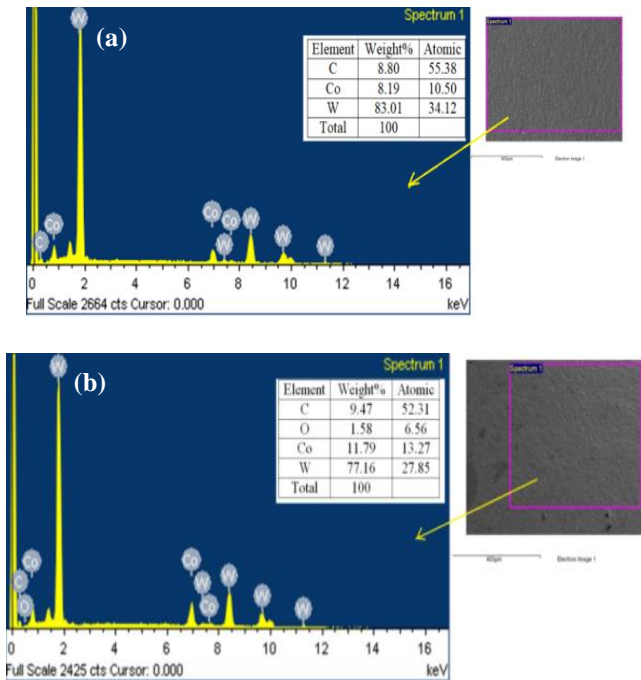 (a)
Spectrum 1
Element Weight% Atomic
C 8.80 55.38
Co 8.19 10.50
W 83.01 34.12
Total 100
W
C
Co
Co
Co
W
W
W
W
0 2 4 6 8 10 12 14 16
Full Scale 2664 cts Cursor: 0.000
keV
Spectrum 1
Electron Image 1
(b)
Spectrum 1
Element Weight% Atomic
C 9.47 52.31
O 1.58 6.56
Co 11.79 13.27
W 77.16 27.85
Total 100
W
C
O
Co
Co
W
Co
W
W
W
0 2 4 6 8 10 12 14 16
Full Scale 2425 cts Cursor: 0.000
keV
Spectrum 1
Electron Image 1